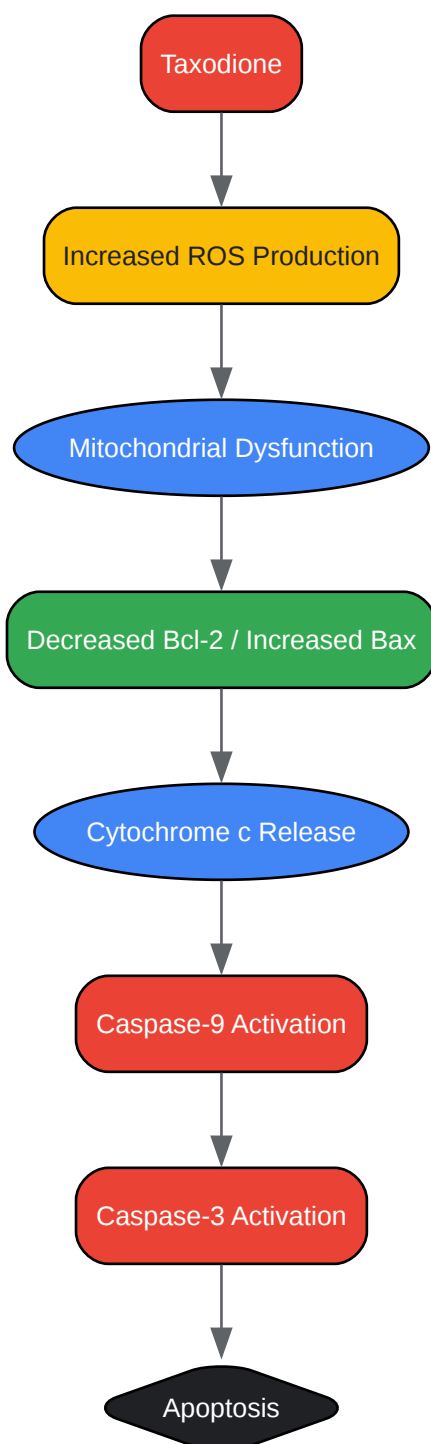 Taxodione
Increased ROS Production
Mitochondrial Dysfunction
Decreased Bcl-2 / Increased Bax
Cytochrome c Release
Caspase-9 Activation
Caspase-3 Activation
Apoptosis